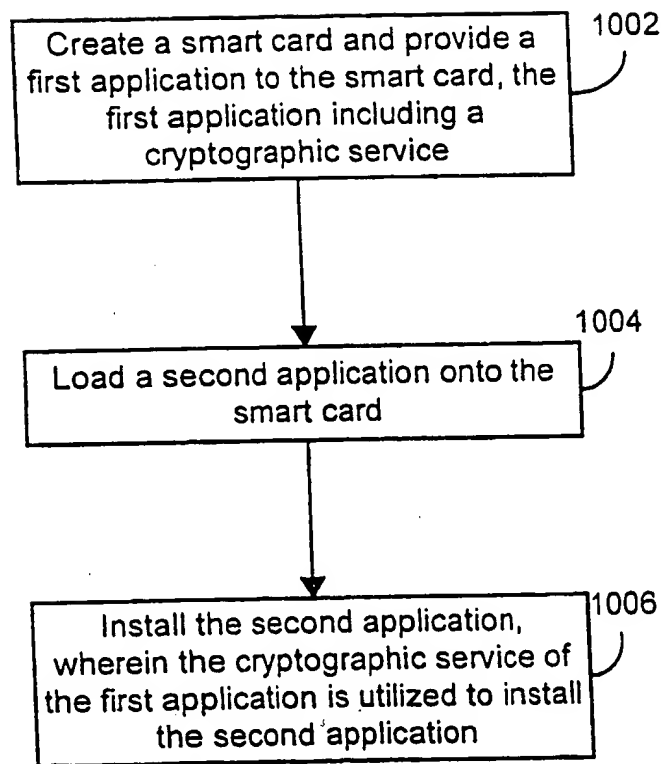 Create a smart card and provide a
first application to the smart card, the
first application including a
cryptographic service
1002
Load a second application onto the
smart card
1004
Install the second application,
wherein the cryptographic service of
the first application is utilized to install
the second application
1006